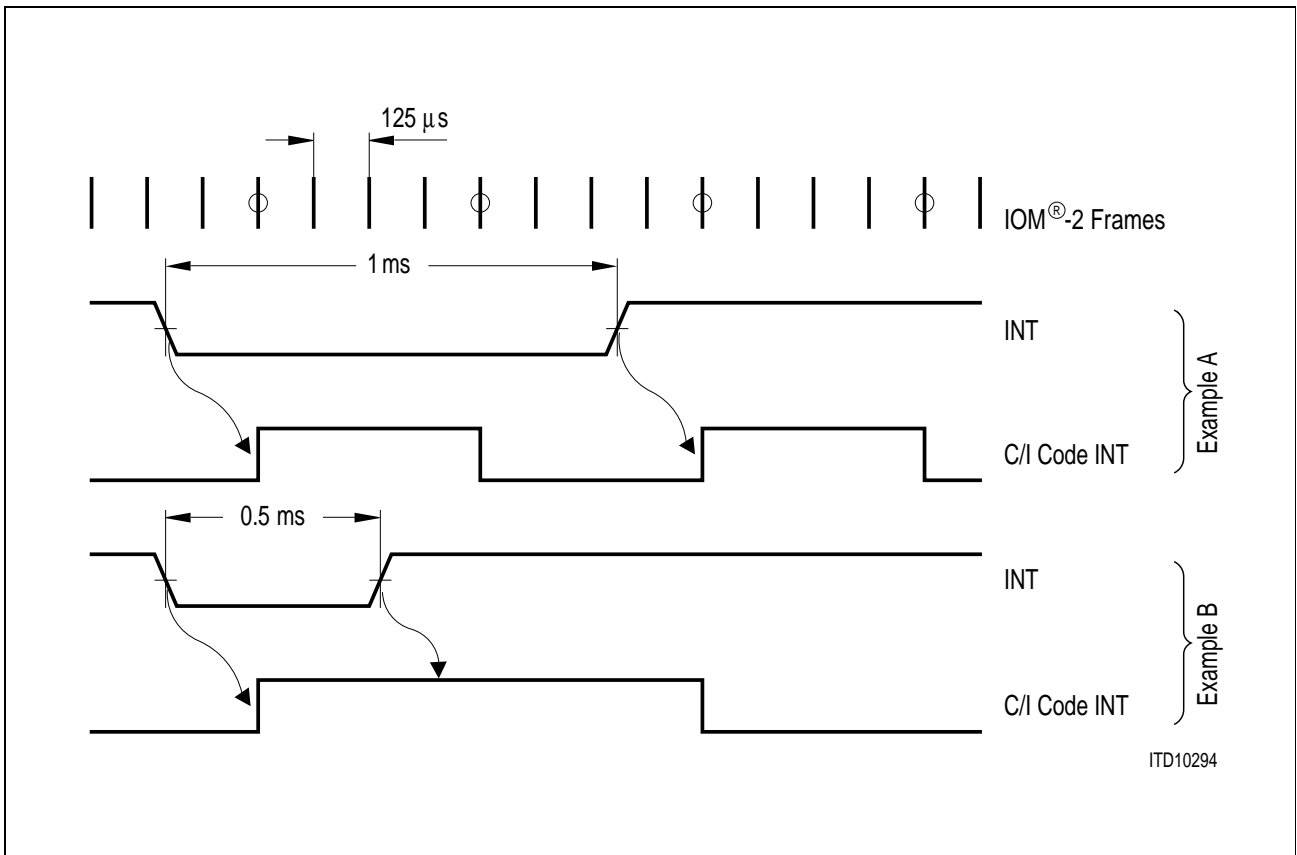 125 μs
IOM®-2 Frames
1 ms
INT
C/I Code INT
Example A
0.5 ms
INT
C/I Code INT
Example B
ITD10294